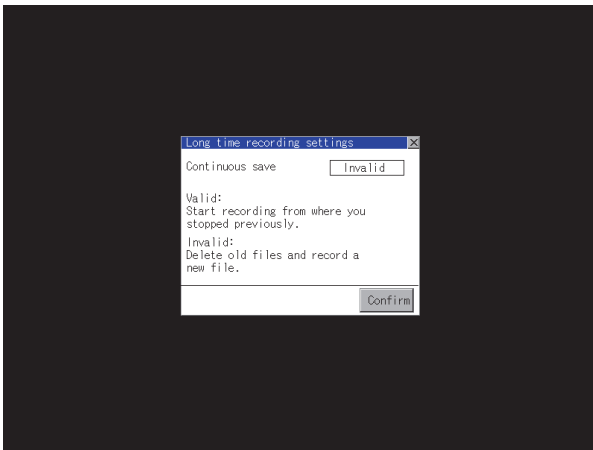 Long time recording settings
Continuous save Invalid
Valid:
Start recording from where you
stopped previously.
Invalid:
Delete old files and record a
new file.
Confirm